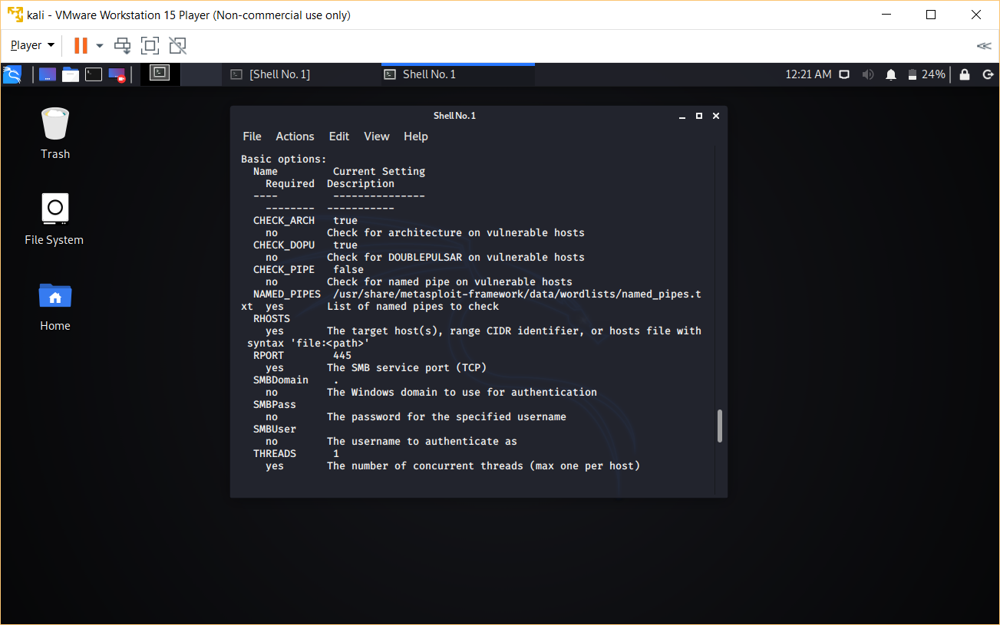 kali - VMware Workstation 15 Player (Non-commercial use only)
Player
[Shell No. 1]
Shell No. 1
12:21 AM
24%
Trash
File System
Home
Shell No. 1
File Actions Edit View Help
Basic options:
Name Current Setting
Required Description
---- ---------------
-------- -----------
CHECK_ARCH true
no Check for architecture on vulnerable hosts
CHECK_DOPU true
no Check for DOUBLEPULSAR on vulnerable hosts
CHECK_PIPE false
no Check for named pipe on vulnerable hosts
NAMED_PIPES /usr/share/metasploit-framework/data/wordlists/named_pipes.t
xt yes List of named pipes to check
RHOSTS
yes The target host(s), range CIDR identifier, or hosts file with
syntax 'file:<path>'
RPORT 445
yes The SMB service port (TCP)
SMBDomain .
no The Windows domain to use for authentication
SMBPass
no The password for the specified username
SMBUser
no The username to authenticate as
THREADS 1
yes The number of concurrent threads (max one per host)